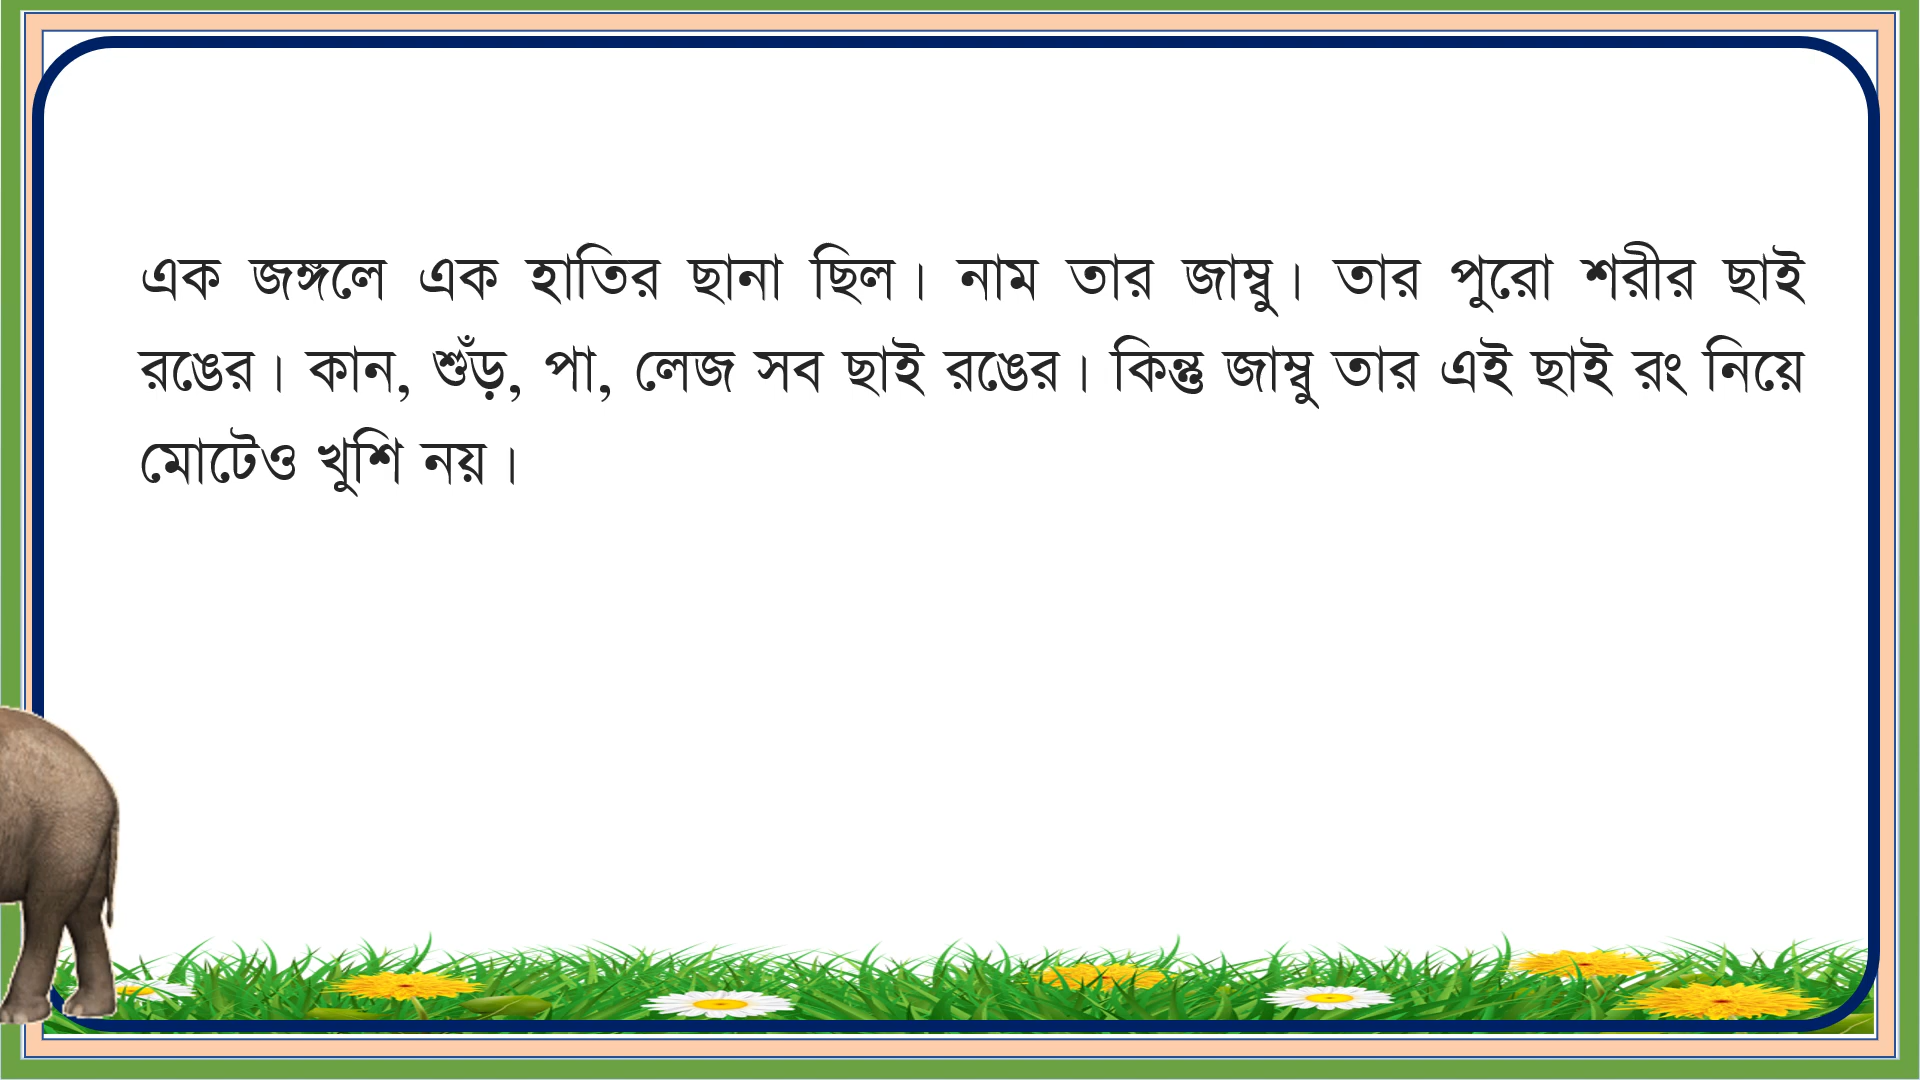 এক জঙ্গলে এক হাতির ছানা ছিল। নাম তার জাম্বু। তার পুরো শরীর ছাই
রঙের। কান, শুঁড়, পা, লেজ সব ছাই রঙের। কিন্তু জাম্বু তার এই ছাই রং নিয়ে
মোটেও খুশি নয়।